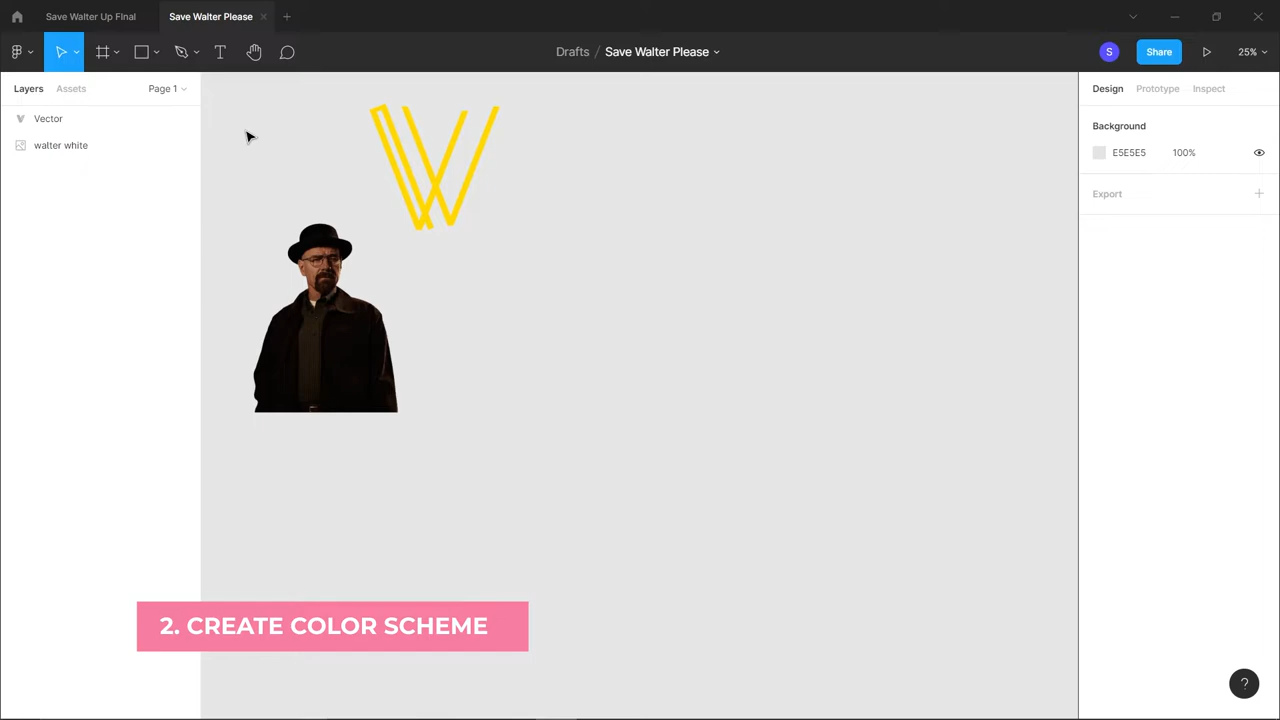 Save Walter Up FInal
Save Walter Please
Drafts / Save Walter Please
S
Share
25%
Layers
Assets
Page 1
Design
Prototype
Inspect
Vector
walter white
Background
E5E5E5
100%
Export
W
2. CREATE COLOR SCHEME
?